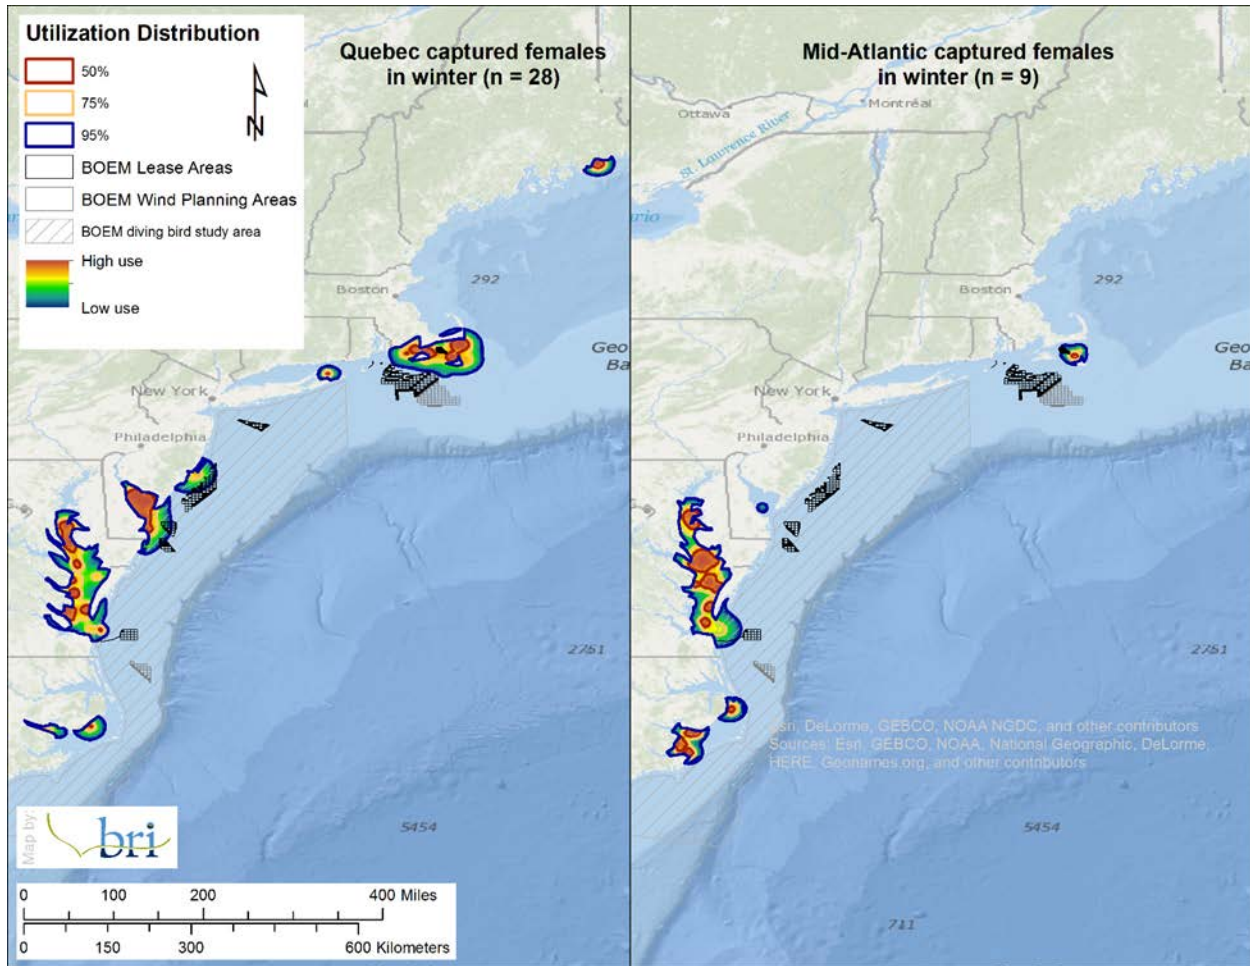 Utilization Distribution
50%
75%
95%
BOEM Lease Areas
BOEM Wind Planning Areas
BOEM diving bird study area
High use
Low use
N
Quebec captured females
in winter (n = 28)
292
Boston
Geo
Ba
New York
Philadelphia
2751
5454
Map by:
bri
0 100 200 400 Miles
0 150 300 600 Kilometers
Mid-Atlantic captured females
in winter (n = 9)
Ottawa
Montréal
St. Lawrence River
ario
292
Boston
Geo
Ba
New York
Philadelphia
2751
Esri, DeLorme, GEBCO, NOAA NGDC, and other contributors
Sources: Esri, GEBCO, NOAA, National Geographic, DeLorme,
HERE, Geonames.org, and other contributors
5454
711